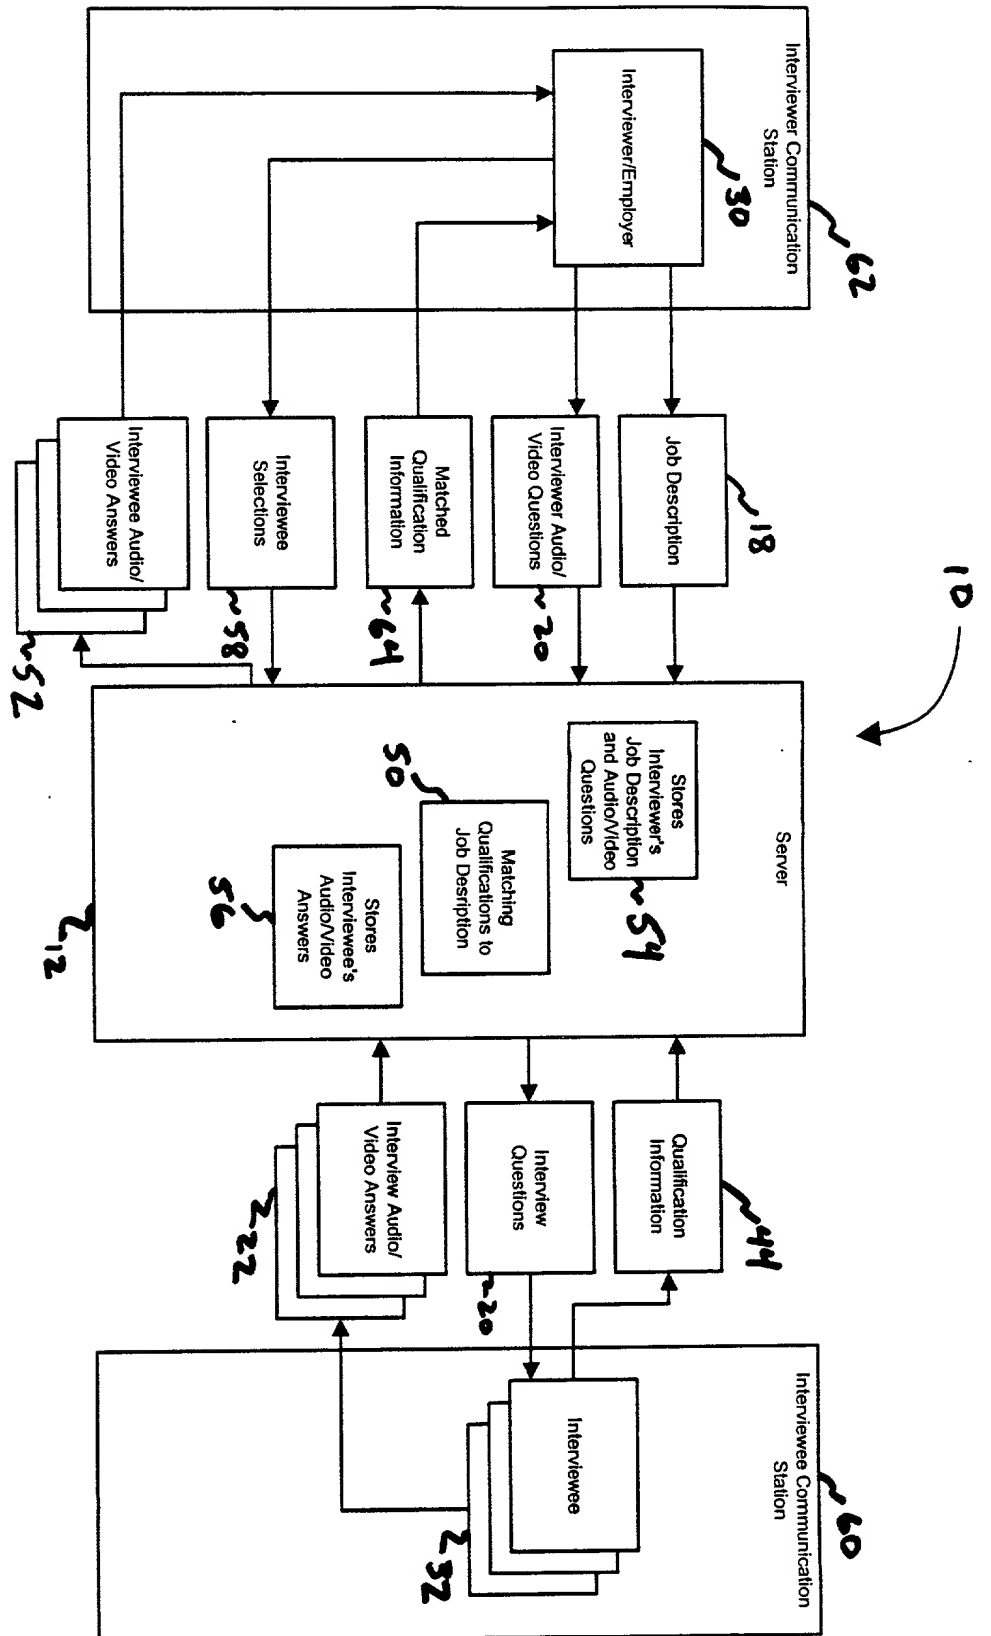 10
Interviewer Communication
Station
62
Interviewer/Employer
30
Job Description
18
Interviewer Audio/
Video Questions
20
Matched
Qualification
Information
64
Interviewee
Selections
58
Interviewee Audio/
Video Answers
52
Server
Stores
Interviewer's
Job Description
and Audio/Video
Questions
54
Matching
Qualifications to
Job Desription
50
Stores
Interviewee's
Audio/Video
Answers
56
12
Qualification
Information
44
Interview
Questions
20
Interview Audio/
Video Answers
22
Interviewee Communication
Station
60
Interviewee
32